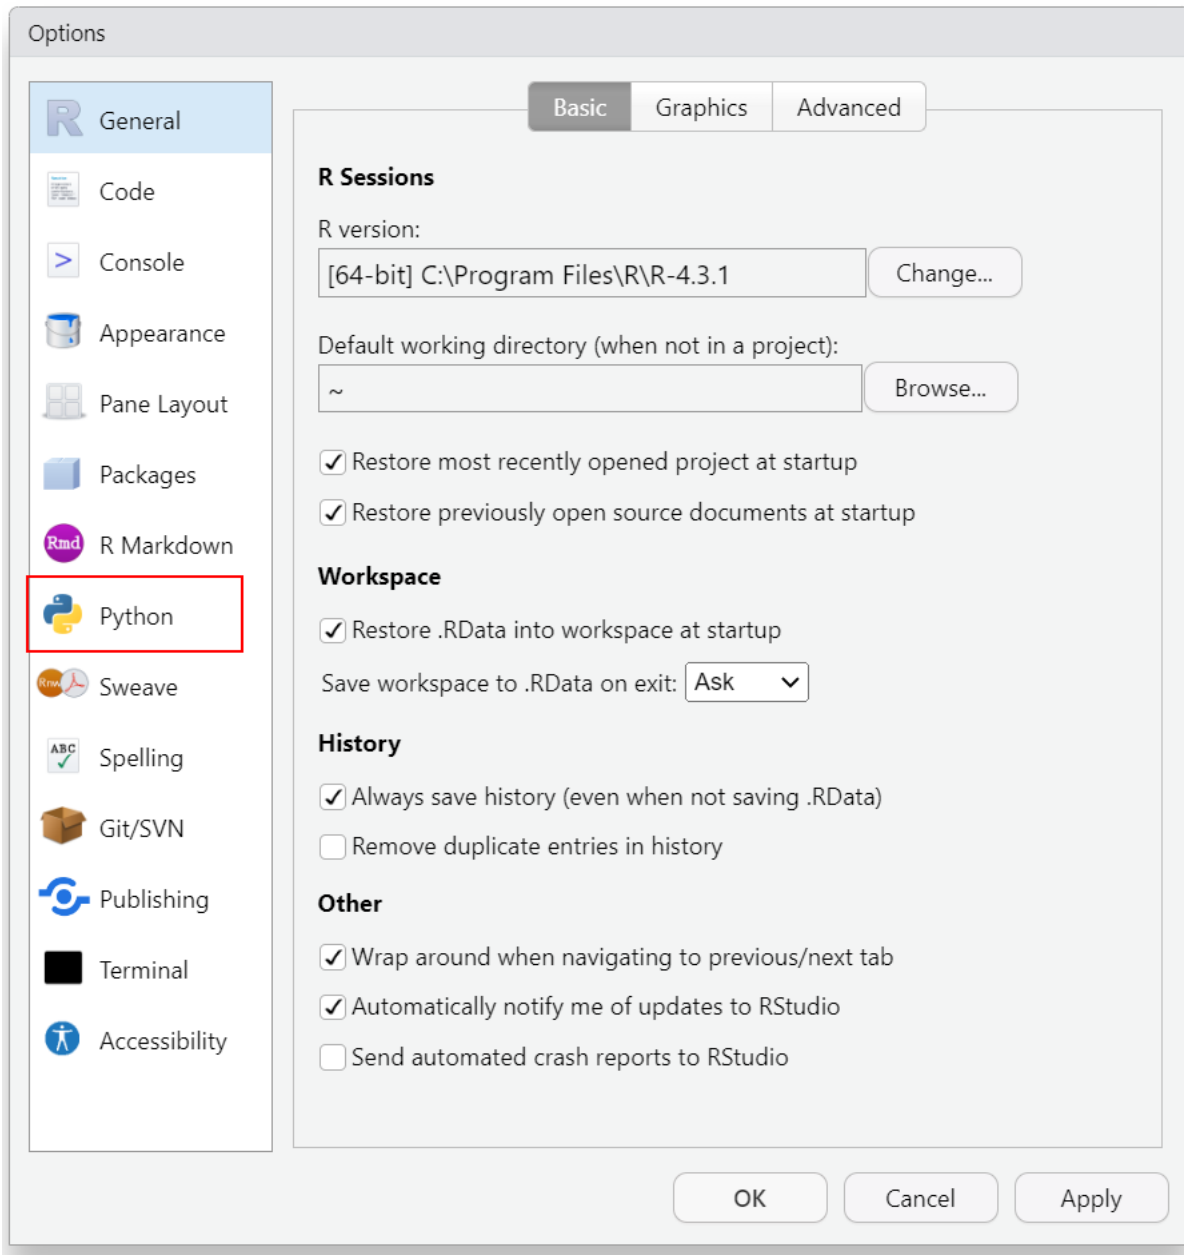 Options
General
Code
Console
Appearance
Pane Layout
Packages
Rmd R Markdown
Python
Rnw Sweave
ABC Spelling
Git/SVN
Publishing
Terminal
Accessibility
Basic Graphics Advanced
R Sessions
R version:
[64-bit] C:\Program Files\R\R-4.3.1 Change...
Default working directory (when not in a project):
~ Browse...
Restore most recently opened project at startup
Restore previously open source documents at startup
Workspace
Restore .RData into workspace at startup
Save workspace to .RData on exit: Ask
History
Always save history (even when not saving .RData)
Remove duplicate entries in history
Other
Wrap around when navigating to previous/next tab
Automatically notify me of updates to RStudio
Send automated crash reports to RStudio
OK Cancel Apply